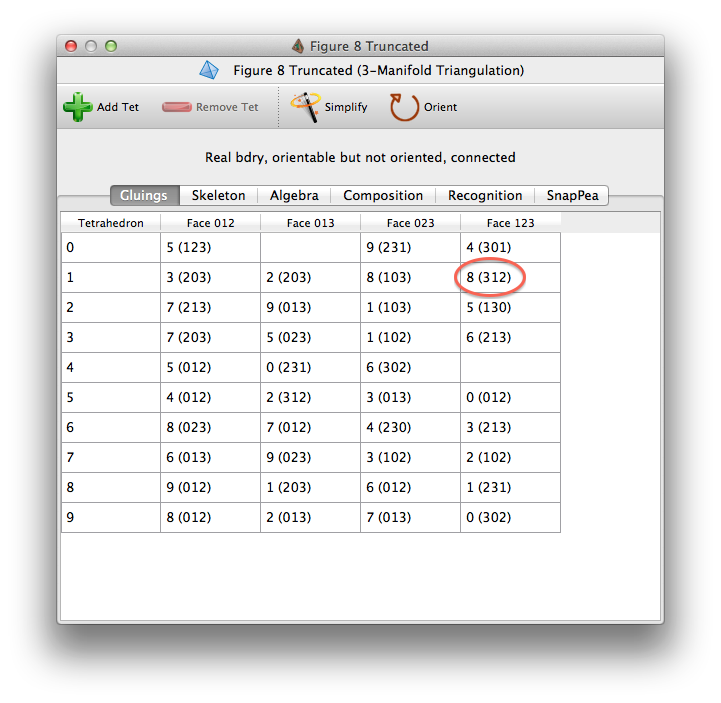 Figure 8 Truncated
Figure 8 Truncated (3-Manifold Triangulation)
Add Tet Remove Tet Simplify Orient
Real bdry, orientable but not oriented, connected
Gluings Skeleton Algebra Composition Recognition SnapPea
Tetrahedron Face 012 Face 013 Face 023 Face 123
0 5 (123) 9 (231) 4 (301)
1 3 (203) 2 (203) 8 (103) 8 (312)
2 7 (213) 9 (013) 1 (103) 5 (130)
3 7 (203) 5 (023) 1 (102) 6 (213)
4 5 (012) 0 (231) 6 (302)
5 4 (012) 2 (312) 3 (013) 0 (012)
6 8 (023) 7 (012) 4 (230) 3 (213)
7 6 (013) 9 (023) 3 (102) 2 (102)
8 9 (012) 1 (203) 6 (012) 1 (231)
9 8 (012) 2 (013) 7 (013) 0 (302)